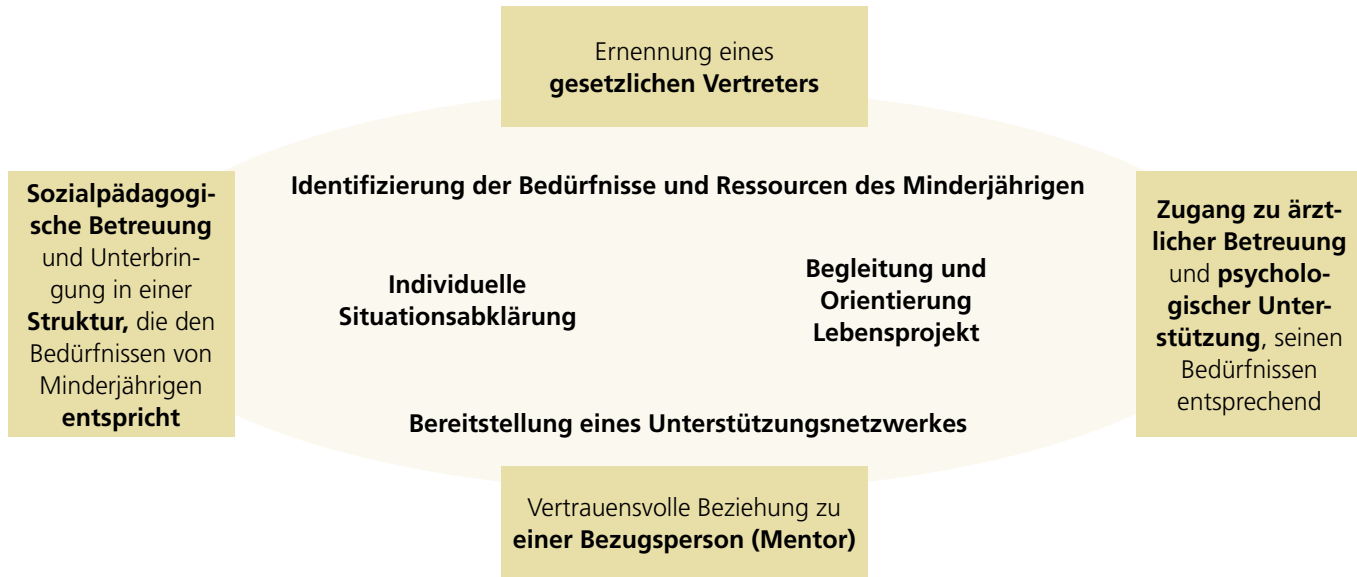 Ernennung eines
gesetzlichen Vertreters
Identifizierung der Bedürfnisse und Ressourcen des Minderjährigen
Sozialpädagogi-
sche Betreuung
und Unterbrin-
gung in einer
Struktur, die den
Bedürfnissen von
Minderjährigen
entspricht
Individuelle
Situationsabklärung
Begleitung und
Orientierung
Lebensprojekt
Zugang zu ärzt-
licher Betreuung
und psycholo-
gischer Unter-
stützung, seinen
Bedürfnissen
entsprechend
Bereitstellung eines Unterstützungsnetzwerkes
Vertrauensvolle Beziehung zu
einer Bezugsperson (Mentor)